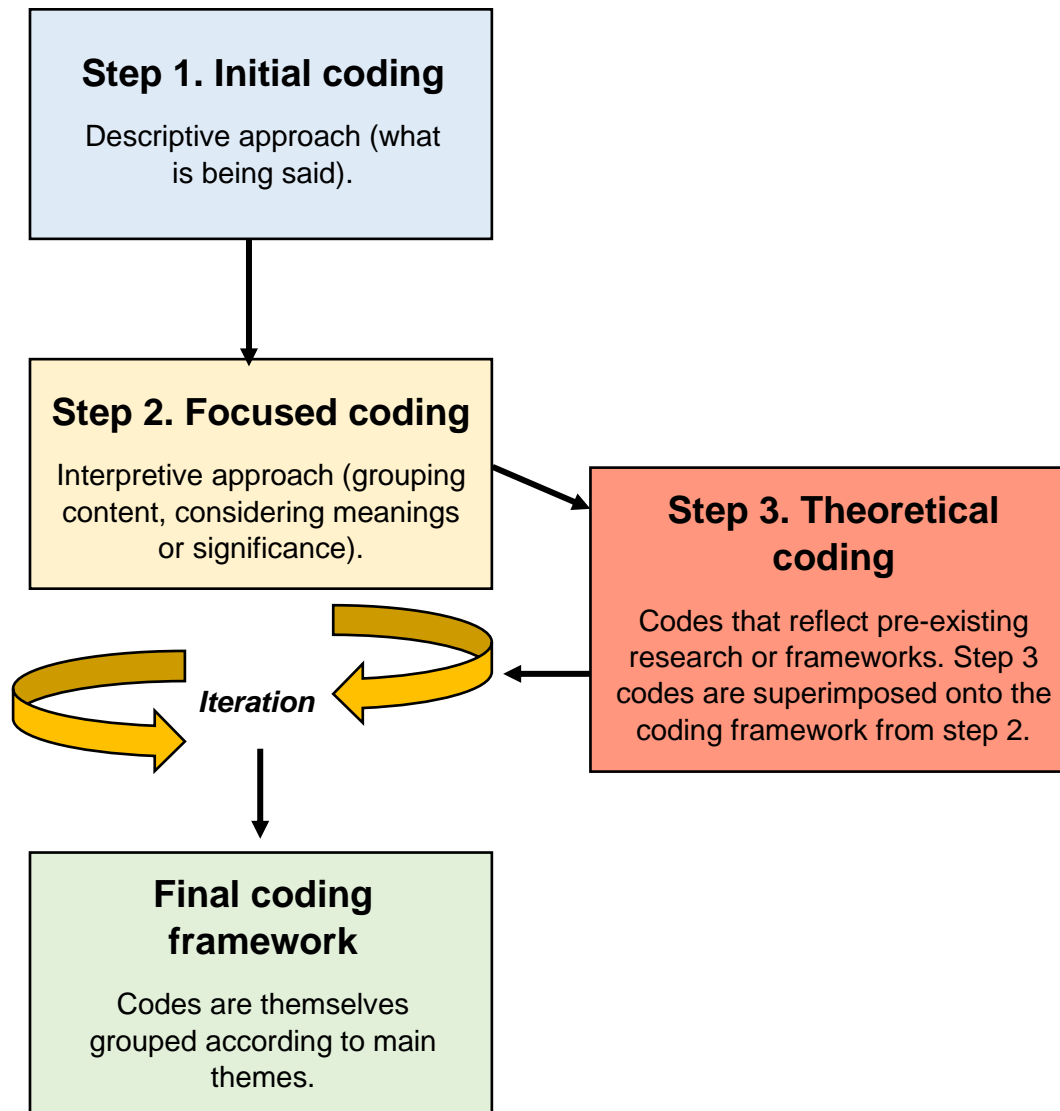 Step 1. Initial coding
Descriptive approach (what
is being said).
Step 2. Focused coding
Interpretive approach (grouping
content, considering meanings
or significance).
Step 3. Theoretical
coding
Codes that reflect pre-existing
research or frameworks. Step 3
codes are superimposed onto the
coding framework from step 2.
Iteration
Final coding
framework
Codes are themselves
grouped according to main
themes.